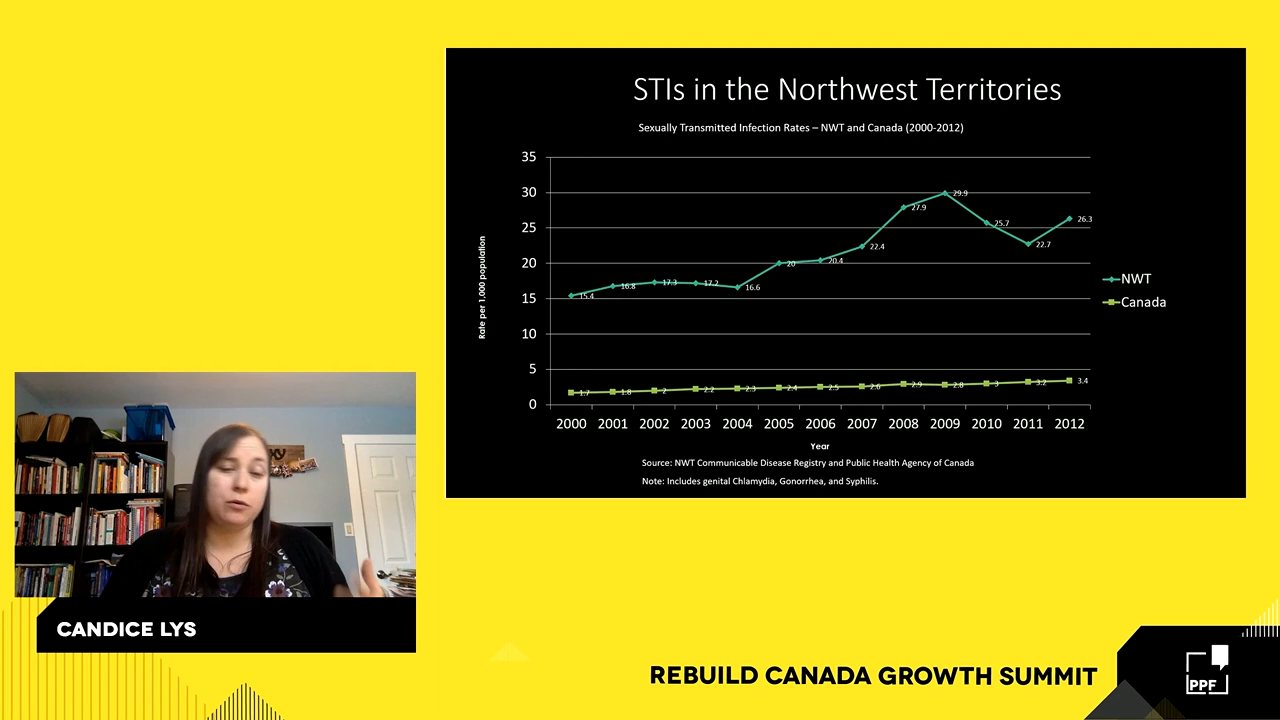 STIs in the Northwest Territories
Sexually Transmitted Infection Rates – NWT and Canada (2000-2012)
35
30
25
20
15
10
5
0
Rate per 1,000 population
15.4
16.8
17.3
17.2
16.6
20
20.4
22.4
27.9
29.9
25.7
22.7
26.3
1.7
1.8
2
2.2
2.3
2.4
2.5
2.6
2.9
2.8
3
3.2
3.4
NWT
Canada
2000 2001 2002 2003 2004 2005 2006 2007 2008 2009 2010 2011 2012
Year
Source: NWT Communicable Disease Registry and Public Health Agency of Canada
Note: Includes genital Chlamydia, Gonorrhea, and Syphilis.
CANDICE LYS
REBUILD CANADA GROWTH SUMMIT
PPF